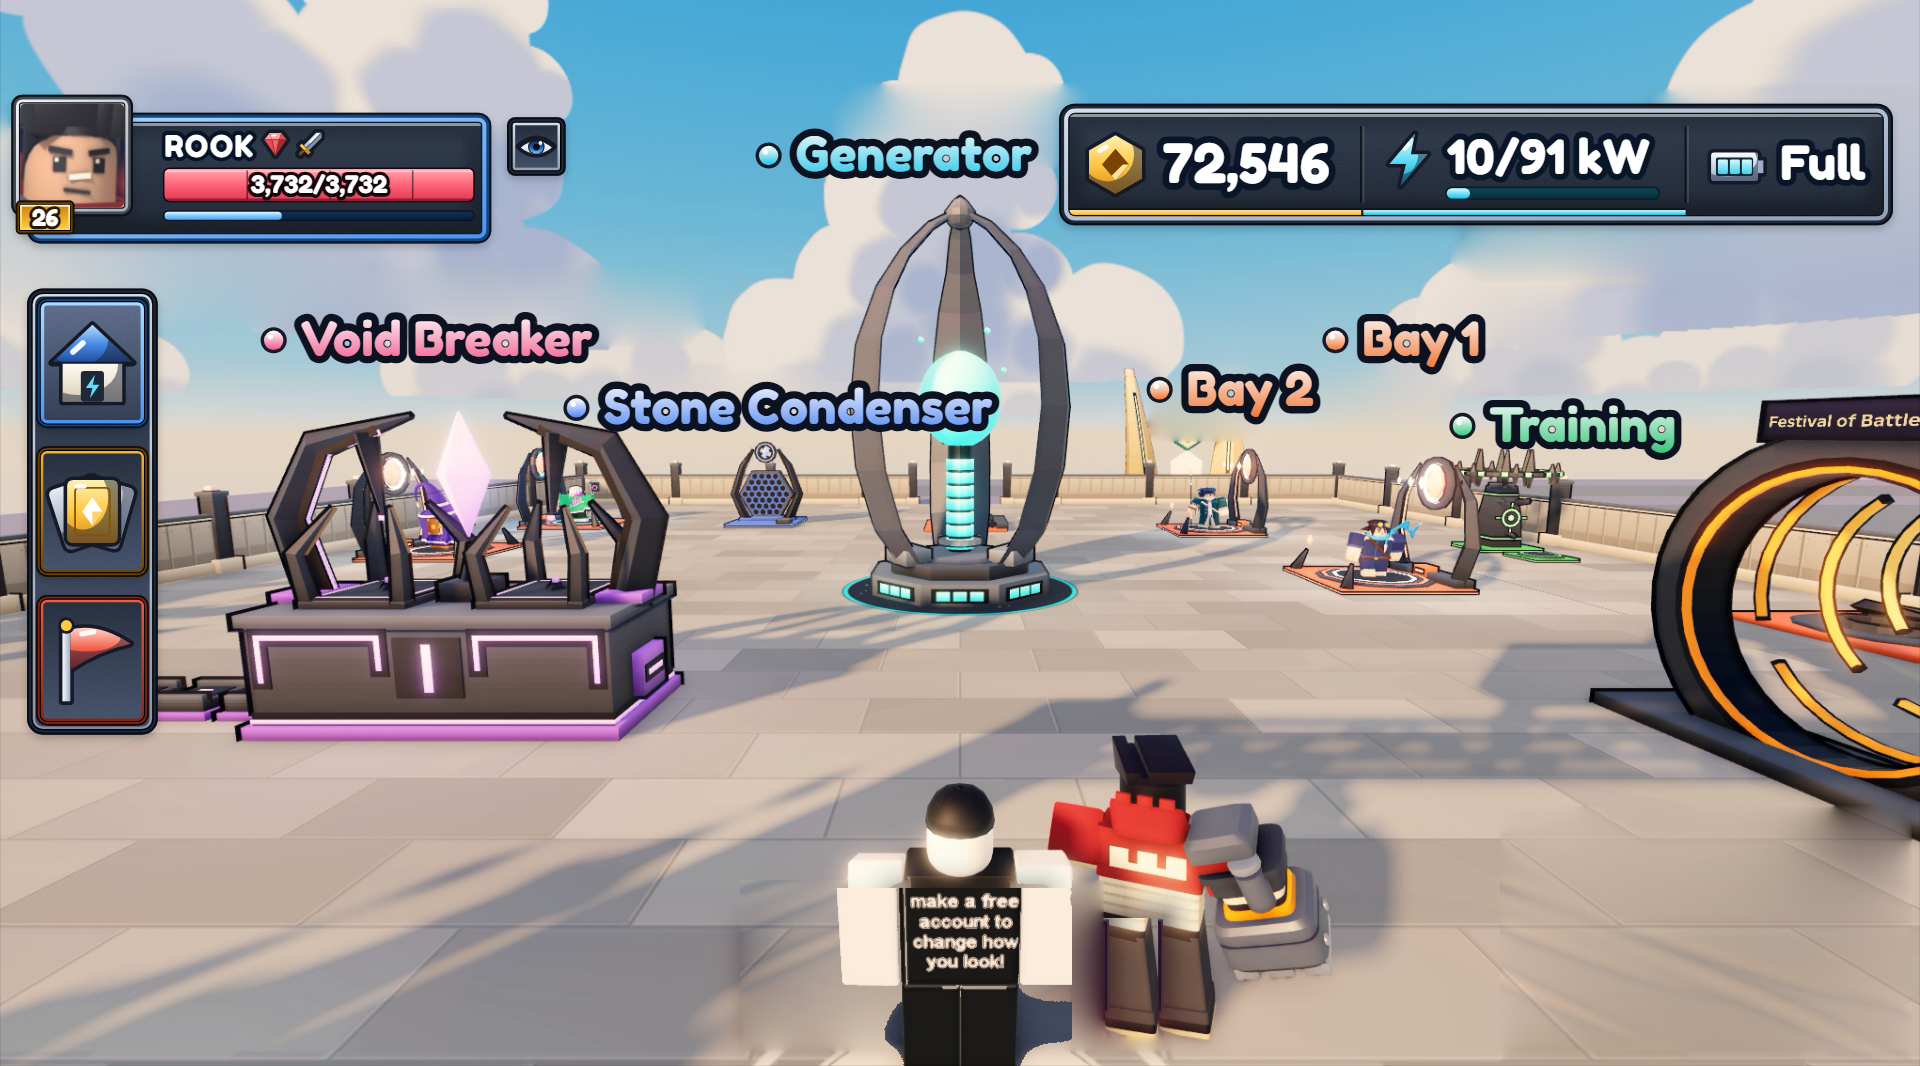 ROOK
3,732/3,732
26
Generator
72,546
10/91 kW
Full
Void Breaker
Stone Condenser
Bay 1
Bay 2
Training
Festival of Battle
make a free
account to
change how
you look!